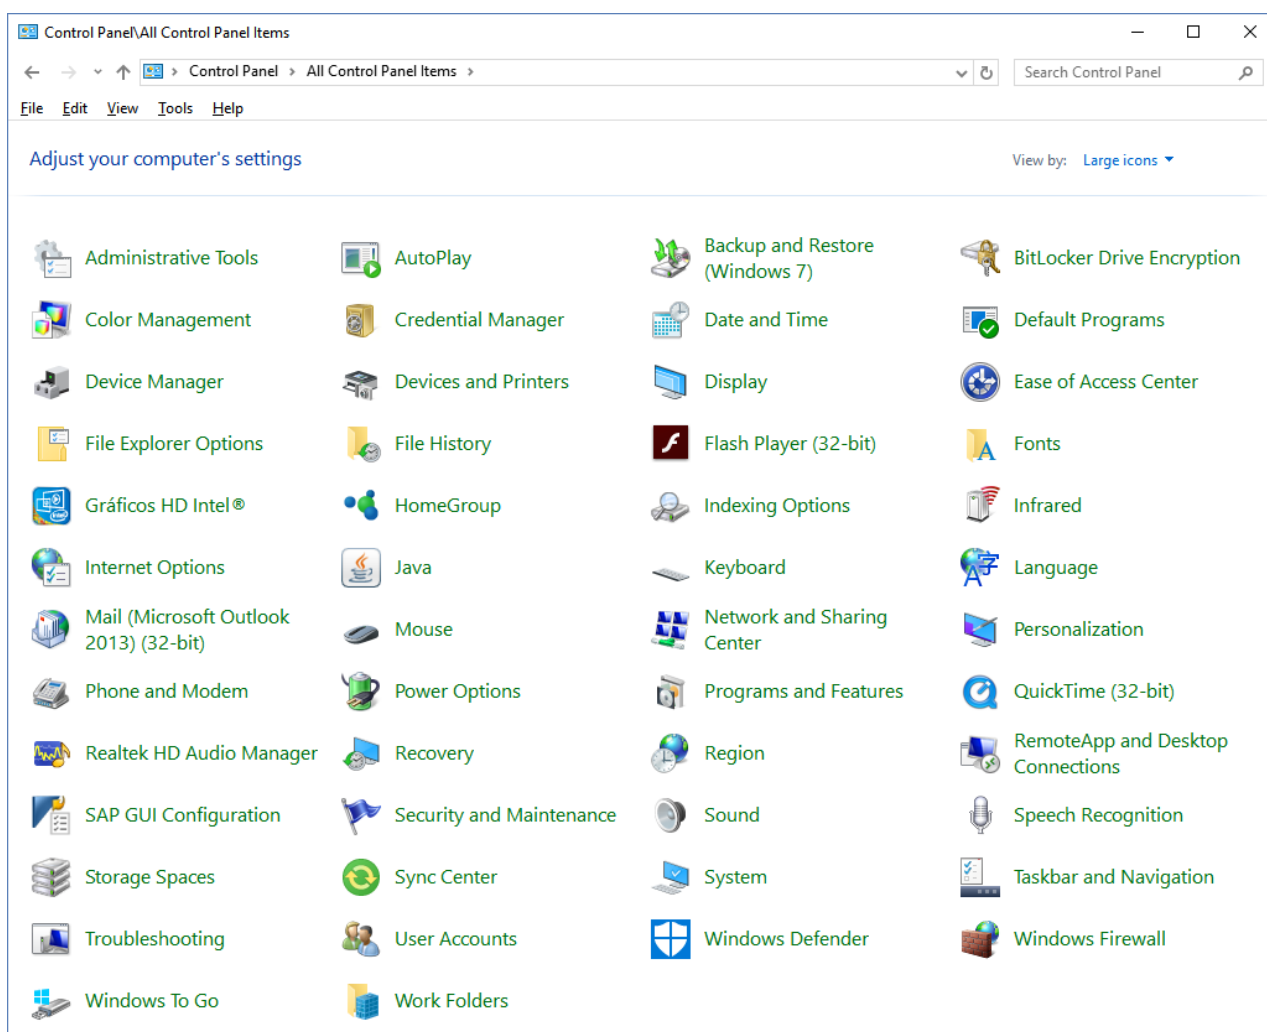 Control Panel\All Control Panel Items
Control Panel > All Control Panel Items >
Search Control Panel
File Edit View Tools Help
Adjust your computer's settings
View by: Large icons
Administrative Tools
AutoPlay
Backup and Restore
(Windows 7)
BitLocker Drive Encryption
Color Management
Credential Manager
Date and Time
Default Programs
Device Manager
Devices and Printers
Display
Ease of Access Center
File Explorer Options
File History
Flash Player (32-bit)
Fonts
Gráficos HD Intel®
HomeGroup
Indexing Options
Infrared
Internet Options
Java
Keyboard
Language
Mail (Microsoft Outlook
2013) (32-bit)
Mouse
Network and Sharing
Center
Personalization
Phone and Modem
Power Options
Programs and Features
QuickTime (32-bit)
Realtek HD Audio Manager
Recovery
Region
RemoteApp and Desktop
Connections
SAP GUI Configuration
Security and Maintenance
Sound
Speech Recognition
Storage Spaces
Sync Center
System
Taskbar and Navigation
Troubleshooting
User Accounts
Windows Defender
Windows Firewall
Windows To Go
Work Folders